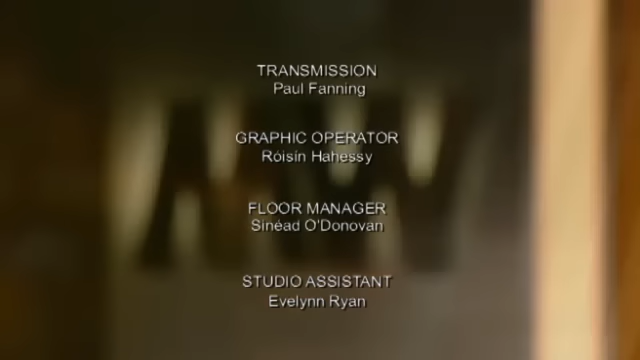 TRANSMISSION
Paul Fanning
GRAPHIC OPERATOR
Róisín Hahessy
FLOOR MANAGER
Sinéad O'Donovan
STUDIO ASSISTANT
Evelynn Ryan